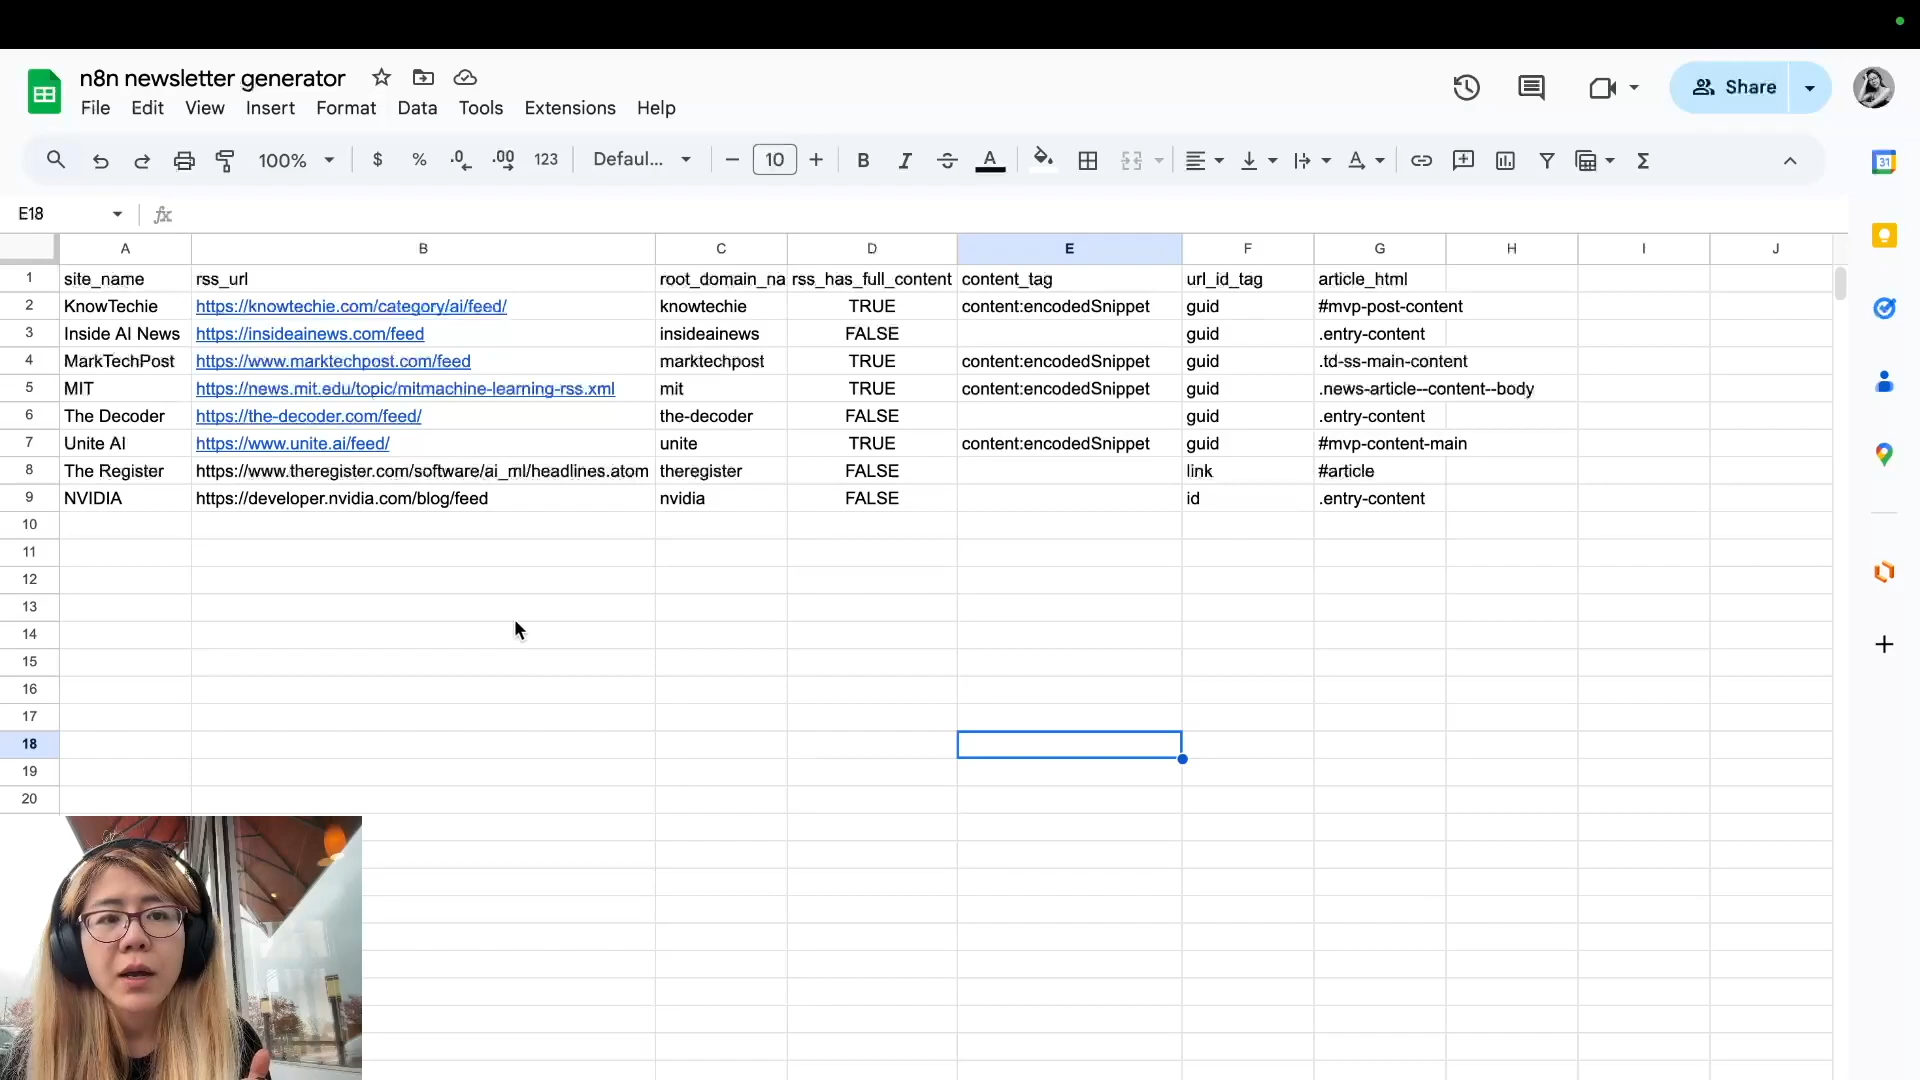 n8n newsletter generator
File Edit View Insert Format Data Tools Extensions Help
Share
100% $ % .0 .00 123 Defaul... 10 B I S A
31
E18 fx
A B C D E F G H I J
1 site_name rss_url root_domain_na rss_has_full_content content_tag url_id_tag article_html
2 KnowTechie https://knowtechie.com/category/ai/feed/ knowtechie TRUE content:encodedSnippet guid #mvp-post-content
3 Inside AI News https://insideainews.com/feed insideainews FALSE guid .entry-content
4 MarkTechPost https://www.marktechpost.com/feed marktechpost TRUE content:encodedSnippet guid .td-ss-main-content
5 MIT https://news.mit.edu/topic/mitmachine-learning-rss.xml mit TRUE content:encodedSnippet guid .news-article--content--body
6 The Decoder https://the-decoder.com/feed/ the-decoder FALSE guid .entry-content
7 Unite AI https://www.unite.ai/feed/ unite TRUE content:encodedSnippet guid #mvp-content-main
8 The Register https://www.theregister.com/software/ai_ml/headlines.atom theregister FALSE link #article
9 NVIDIA https://developer.nvidia.com/blog/feed nvidia FALSE id .entry-content
10
11
12
13
14
15
16
17
18
19
20